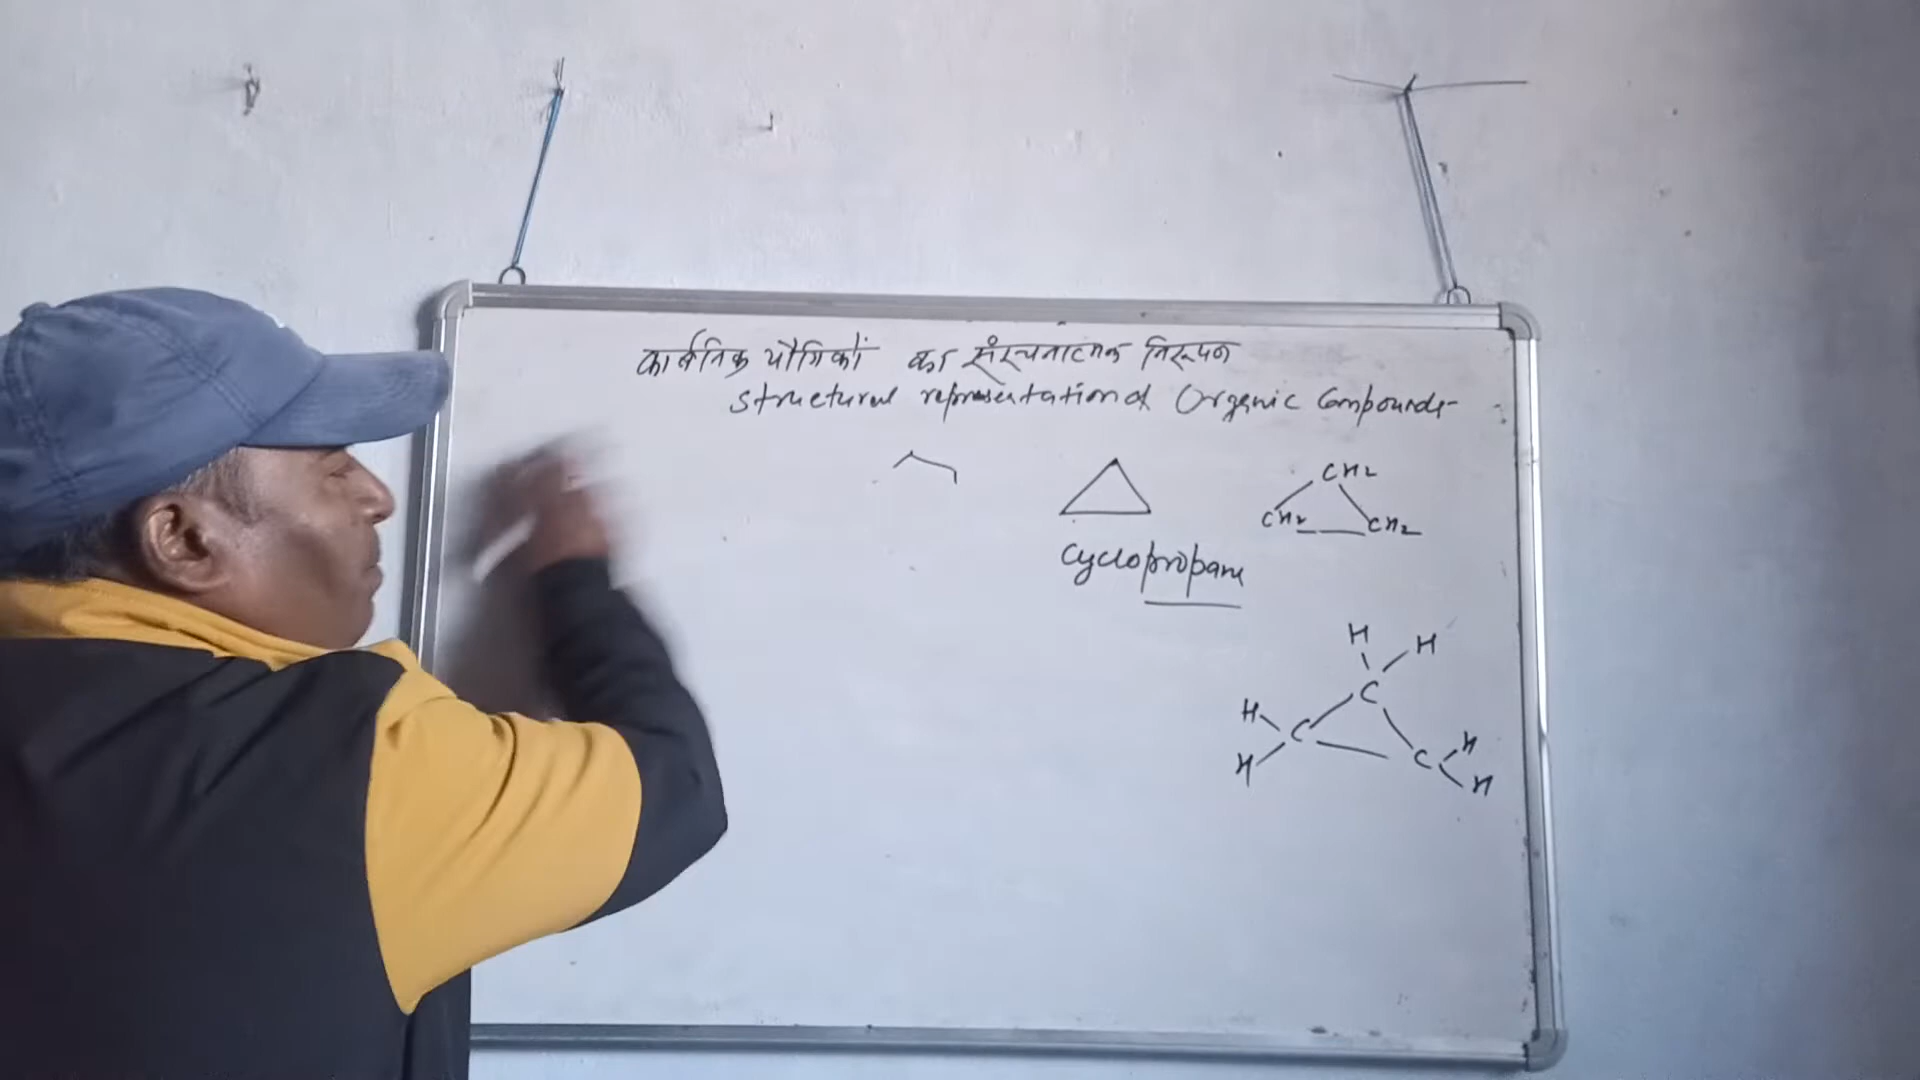 कार्बनिक यौगिकों का संरचनात्मक निरूपण
Structural representation of Organic Compounds-
CH2
CH2 CH2
Cyclopropane
H H
C
H C
H C H
H